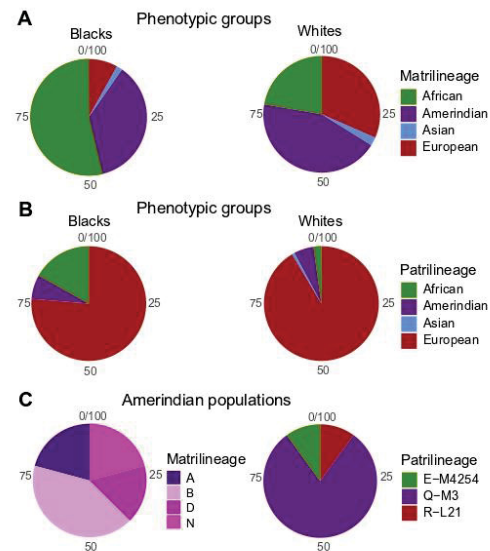 A
Phenotypic groups
Blacks
Whites
0/100
0/100
75
25
75
25
50
50
Matrilineage
African
Amerindian
Asian
European
B
Phenotypic groups
Blacks
Whites
0/100
0/100
75
25
75
25
50
50
Patrilineage
African
Amerindian
Asian
European
C
Amerindian populations
0/100
0/100
75
25
75
25
50
50
Matrilineage
A
B
D
N
Patrilineage
E−M4254
Q−M3
R−L21